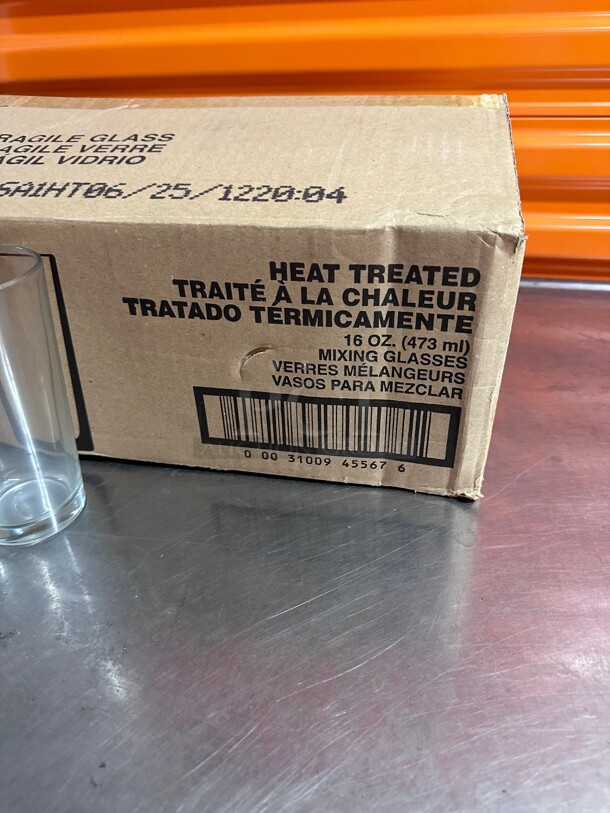 RAGILE GLASS
AGILE VERRE
AGIL VIDRIO
5A1HT06/25/1220:04
HEAT TREATED
TRAITÉ À LA CHALEUR
TRATADO TÉRMICAMENTE
16 OZ. (473 ml)
MIXING GLASSES
VERRES MÉLANGEURS
VASOS PARA MEZCLAR
0 00 31009 45567 6